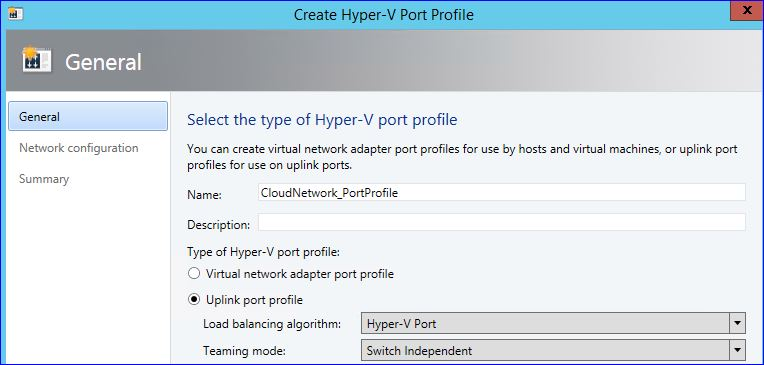 Create Hyper-V Port Profile
x
General
General
Network configuration
Summary
Select the type of Hyper-V port profile
You can create virtual network adapter port profiles for use by hosts and virtual machines, or uplink port
profiles for use on uplink ports.
Name: CloudNetwork_PortProfile
Description:
Type of Hyper-V port profile:
Virtual network adapter port profile
Uplink port profile
Load balancing algorithm: Hyper-V Port
Teaming mode: Switch Independent